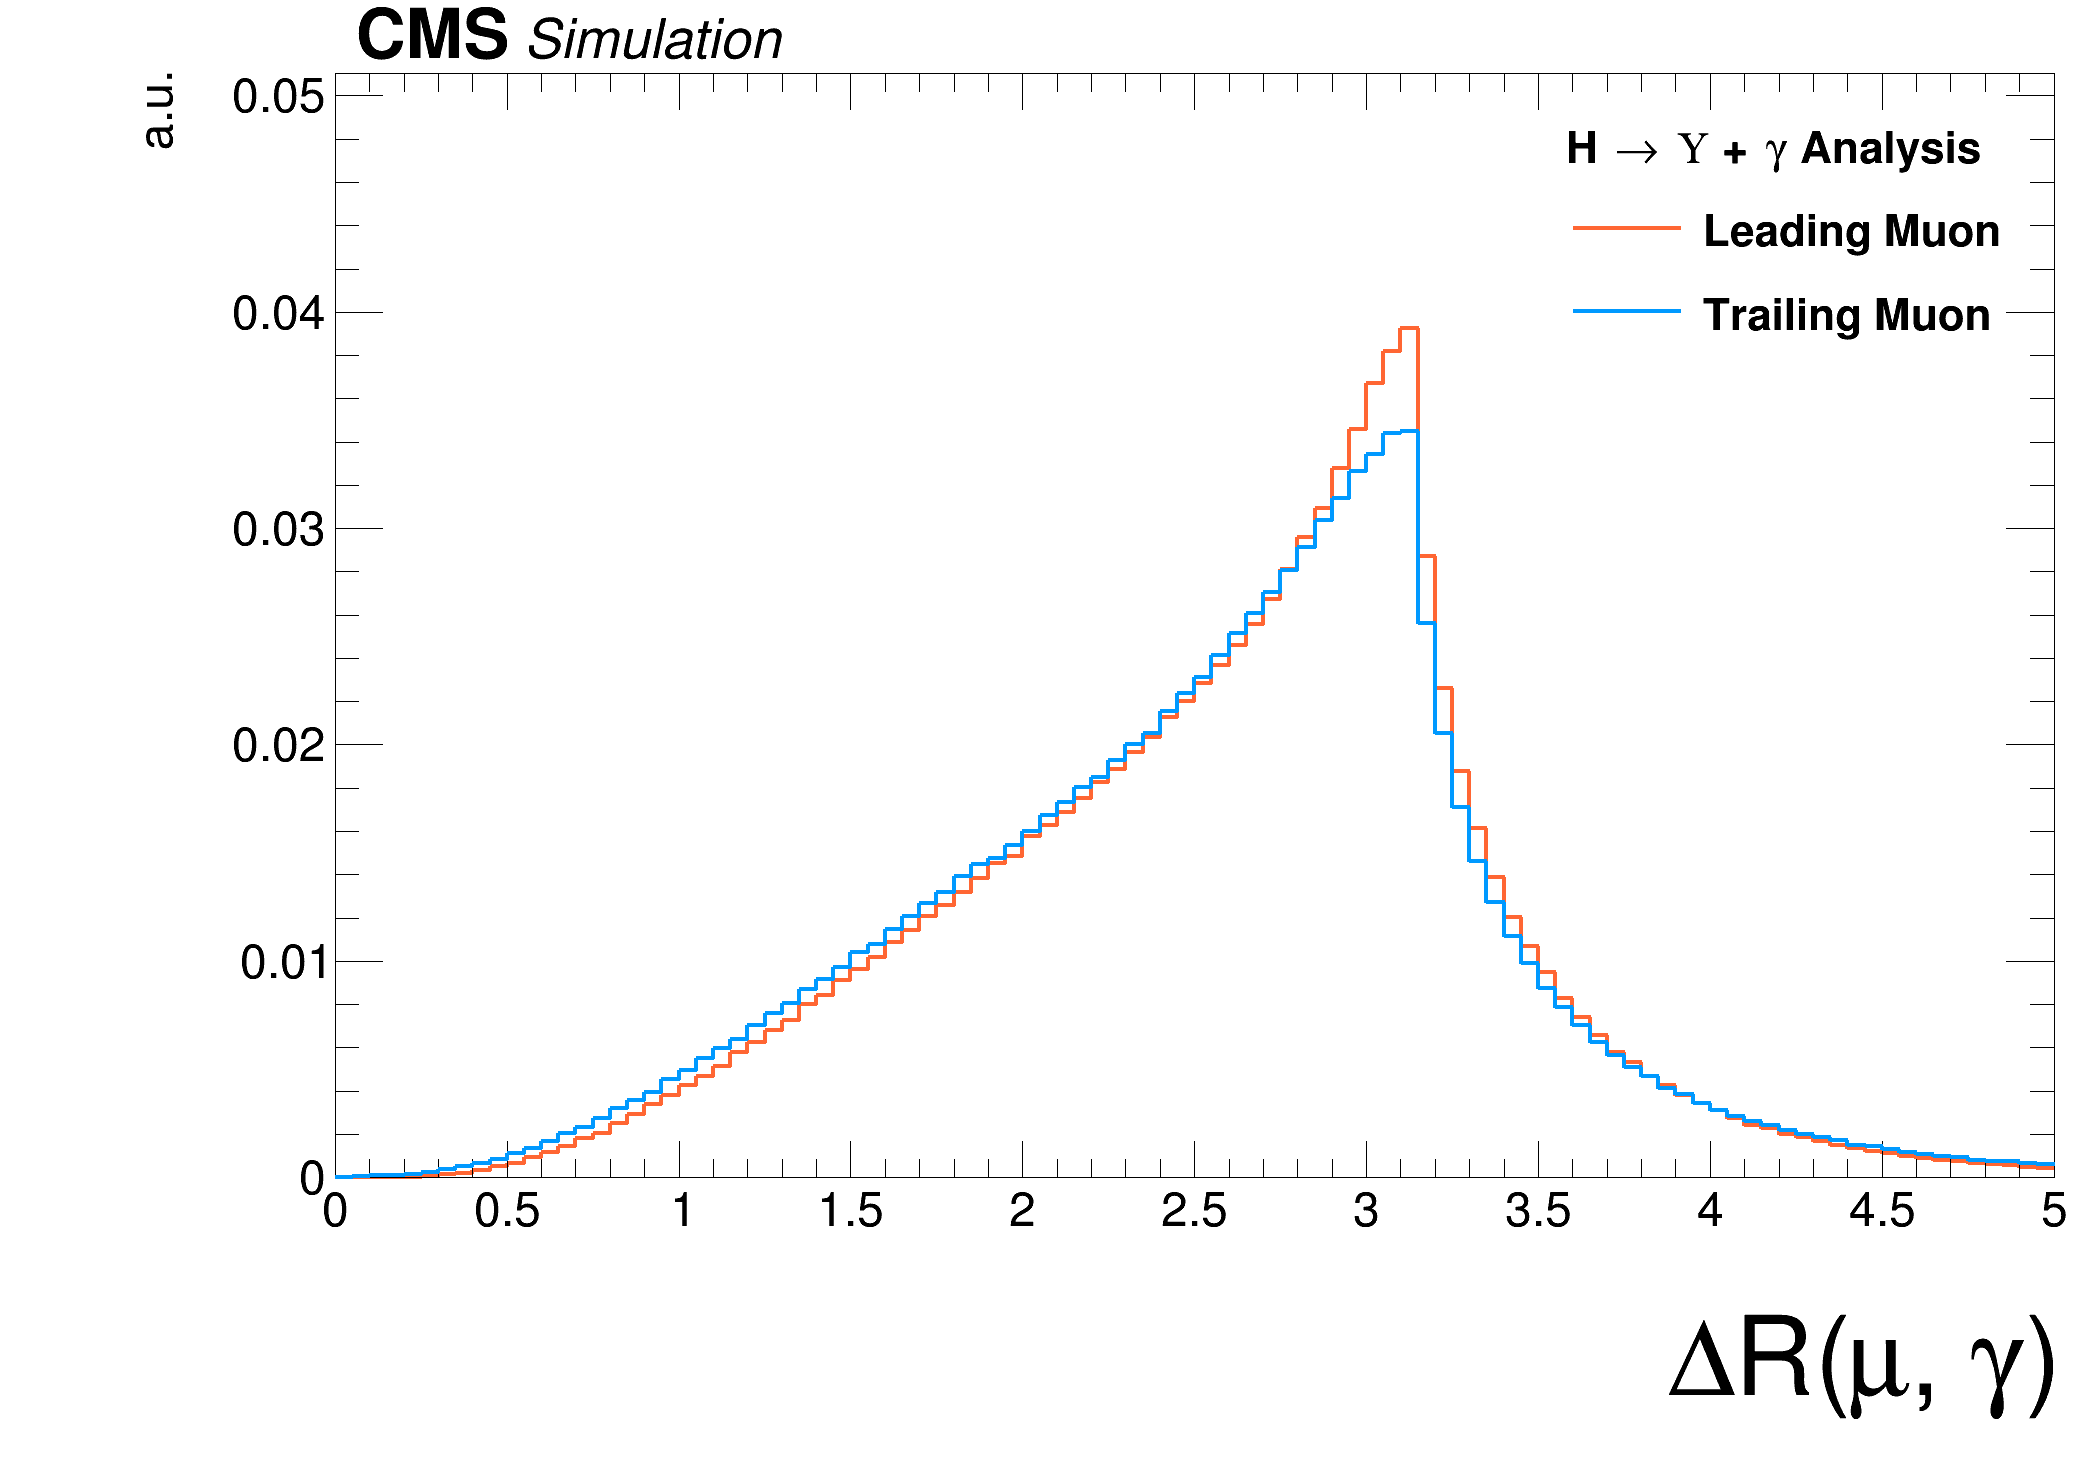 CMS Simulation
a.u.
0.05
0.04
0.03
0.02
0.01
0
H → Υ + γ Analysis
Leading Muon
Trailing Muon
0 0.5 1 1.5 2 2.5 3 3.5 4 4.5 5
ΔR(μ, γ)